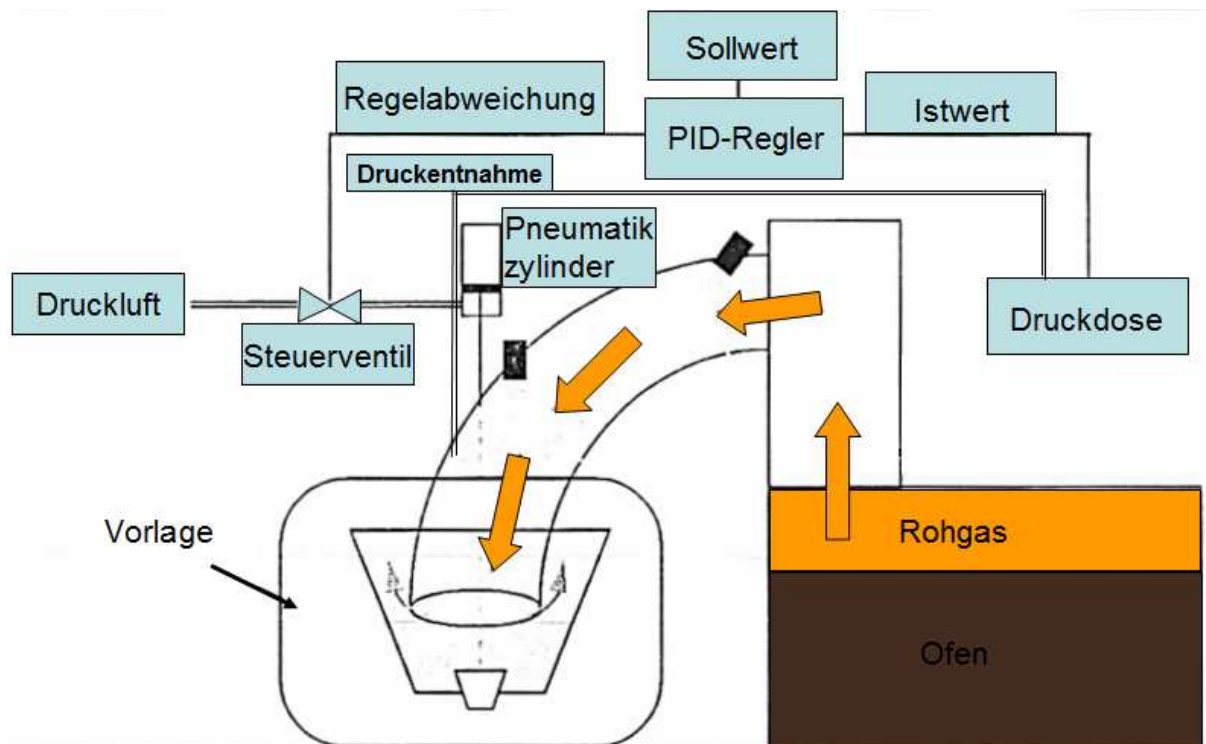 Sollwert
Regelabweichung
PID-Regler
Istwert
Druckentnahme
Pneumatik
zylinder
Druckluft
Steuerventil
Druckdose
Vorlage
Rohgas
Ofen